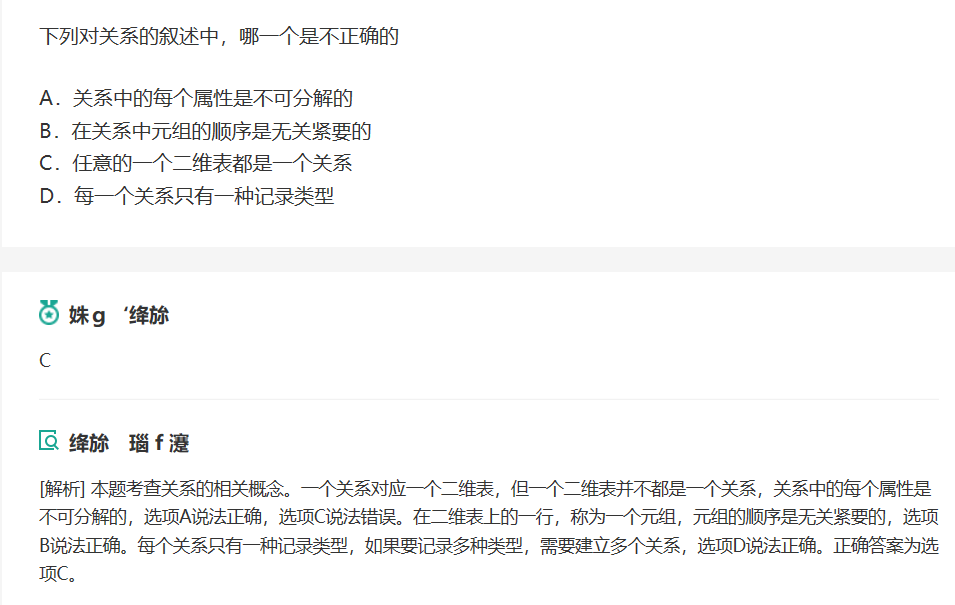 下列对关系的叙述中，哪一个是不正确的
A．关系中的每个属性是不可分解的
B．在关系中元组的顺序是无关紧要的
C．任意的一个二维表都是一个关系
D．每一个关系只有一种记录类型
姝g‘绛旀
C
绛旀 瑙f瀽
[解析] 本题考查关系的相关概念。一个关系对应一个二维表，但一个二维表并不都是一个关系，关系中的每个属性是
不可分解的，选项A说法正确，选项C说法错误。在二维表上的一行，称为一个元组，元组的顺序是无关紧要的，选项
B说法正确。每个关系只有一种记录类型，如果要记录多种类型，需要建立多个关系，选项D说法正确。正确答案为选
项C。